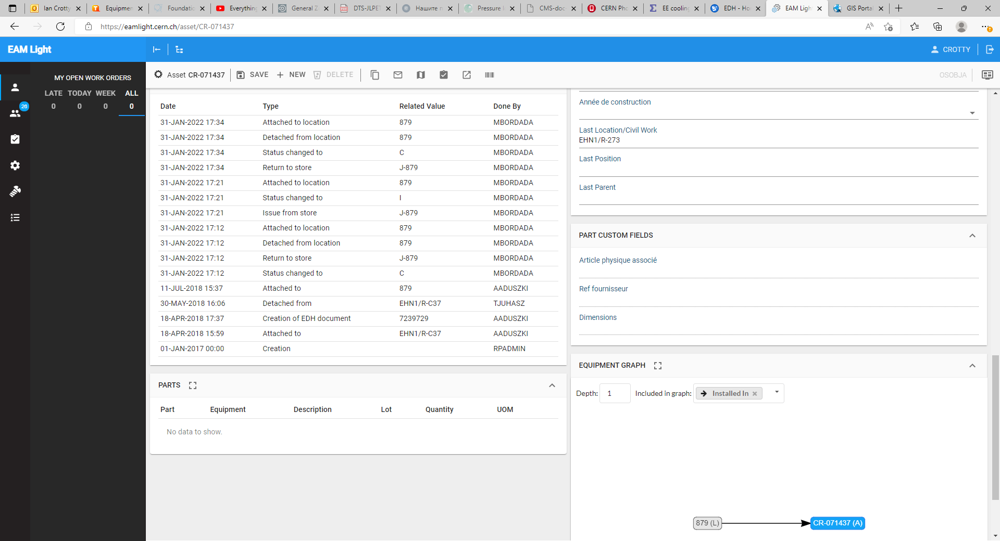 Ian Crotty
Equipmen
Foundatio
Everything
General Z
DTS-JLPET
Нашите п
Pressure l
CMS-doc
CERN Pho
EE cooling
EDH - Ho
EAM Ligh
GIS Portal
https://eamlight.cern.ch/asset/CR-071437
EAM Light
CROTTY
MY OPEN WORK ORDERS
LATE TODAY WEEK ALL
0 0 0 0
26
Asset CR-071437 SAVE NEW DELETE
OSOBJA
Date Type Related Value Done By
31-JAN-2022 17:34 Attached to location 879 MBORDADA
31-JAN-2022 17:34 Detached from location 879 MBORDADA
31-JAN-2022 17:34 Status changed to C MBORDADA
31-JAN-2022 17:34 Return to store J-879 MBORDADA
31-JAN-2022 17:21 Attached to location 879 MBORDADA
31-JAN-2022 17:21 Status changed to I MBORDADA
31-JAN-2022 17:21 Issue from store J-879 MBORDADA
31-JAN-2022 17:12 Attached to location 879 MBORDADA
31-JAN-2022 17:12 Detached from location 879 MBORDADA
31-JAN-2022 17:12 Return to store J-879 MBORDADA
31-JAN-2022 17:12 Status changed to C MBORDADA
11-JUL-2018 15:37 Attached to 879 AADUSZKI
30-MAY-2018 16:06 Detached from EHN1/R-C37 TJUHASZ
18-APR-2018 17:37 Creation of EDH document 7239729 AADUSZKI
18-APR-2018 15:59 Attached to EHN1/R-C37 AADUSZKI
01-JAN-2017 00:00 Creation RPADMIN
PARTS
Part Equipment Description Lot Quantity UOM
No data to show.
Année de construction
Last Location/Civil Work
EHN1/R-273
Last Position
Last Parent
PART CUSTOM FIELDS
Article physique associé
Ref fournisseur
Dimensions
EQUIPMENT GRAPH
Depth: 1 Included in graph: Installed In
879 (L) CR-071437 (A)